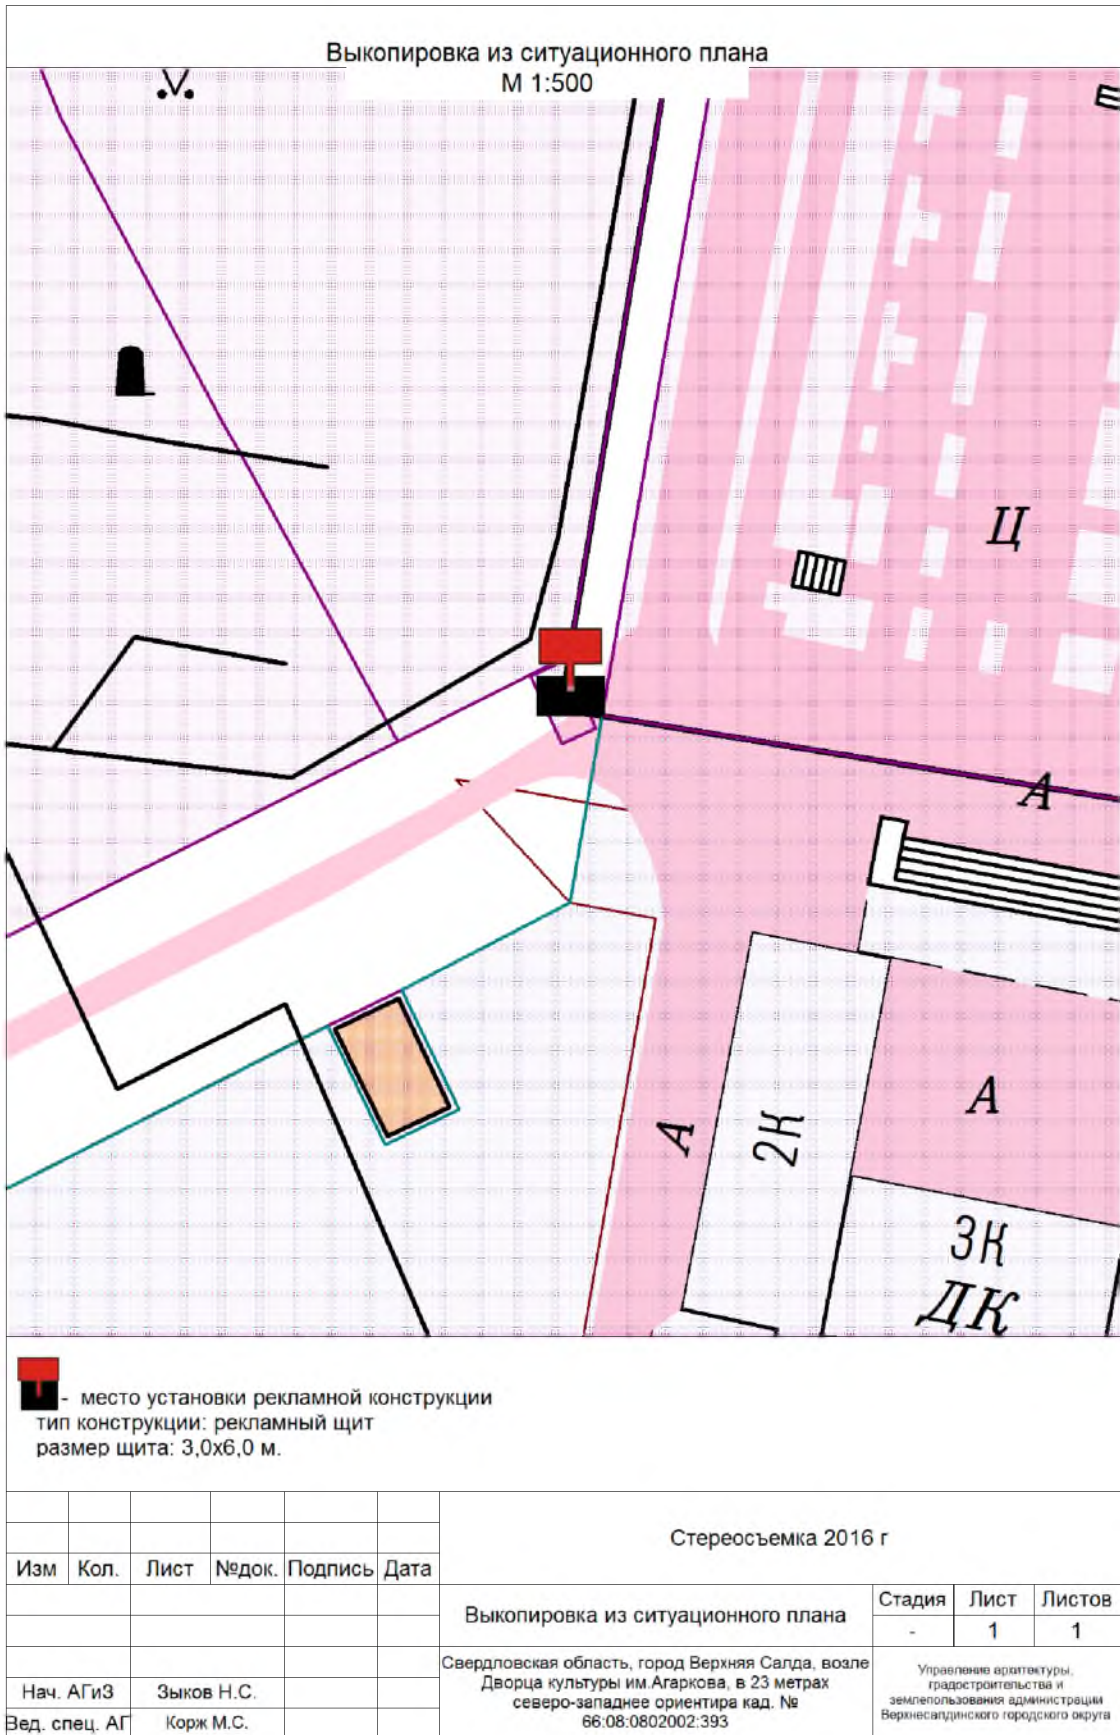 Выкопировка из ситуационного плана
М 1:500
Ц
А
А
2К
А
3К
ДК
- место установки рекламной конструкции
тип конструкции: рекламный щит
размер щита: 3,0х6,0 м.
Изм Кол. Лист №док. Подпись Дата
Стереосъемка 2016 г
Выкопировка из ситуационного плана
Стадия Лист Листов
- 1 1
Нач. АГиЗ Зыков Н.С.
Вед. спец. АГ Корж М.С.
Свердловская область, город Верхняя Салда, возле
Дворца культуры им.Агаркова, в 23 метрах
северо-западнее ориентира кад. №
66:08:0802002:393
Управление архитектуры,
градостроительства и
землепользования администрации
Верхнесалдинского городского округа